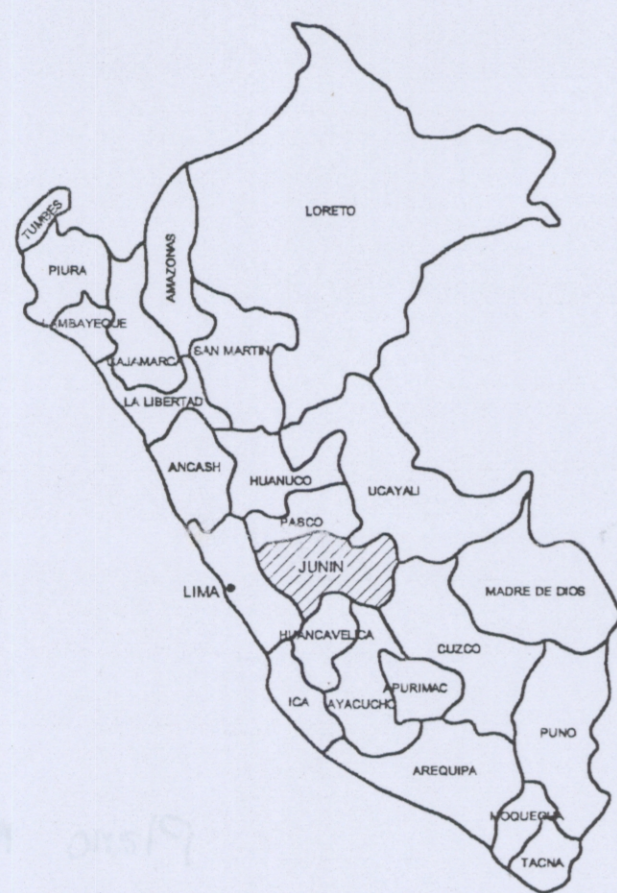 LORETO
TUMBES
AMAZONAS
PIURA
LAMBAYEQUE
CAJAMARCA
SAN MARTIN
LA LIBERTAD
ANCASH
HUANUCO
UCAYALI
PASCO
JUNIN
LIMA
MADRE DE DIOS
HUANCAVELICA
CUZCO
APURIMAC
ICA
AYACUCHO
PUNO
AREQUIPA
MOQUEGUA
TACNA
Plano